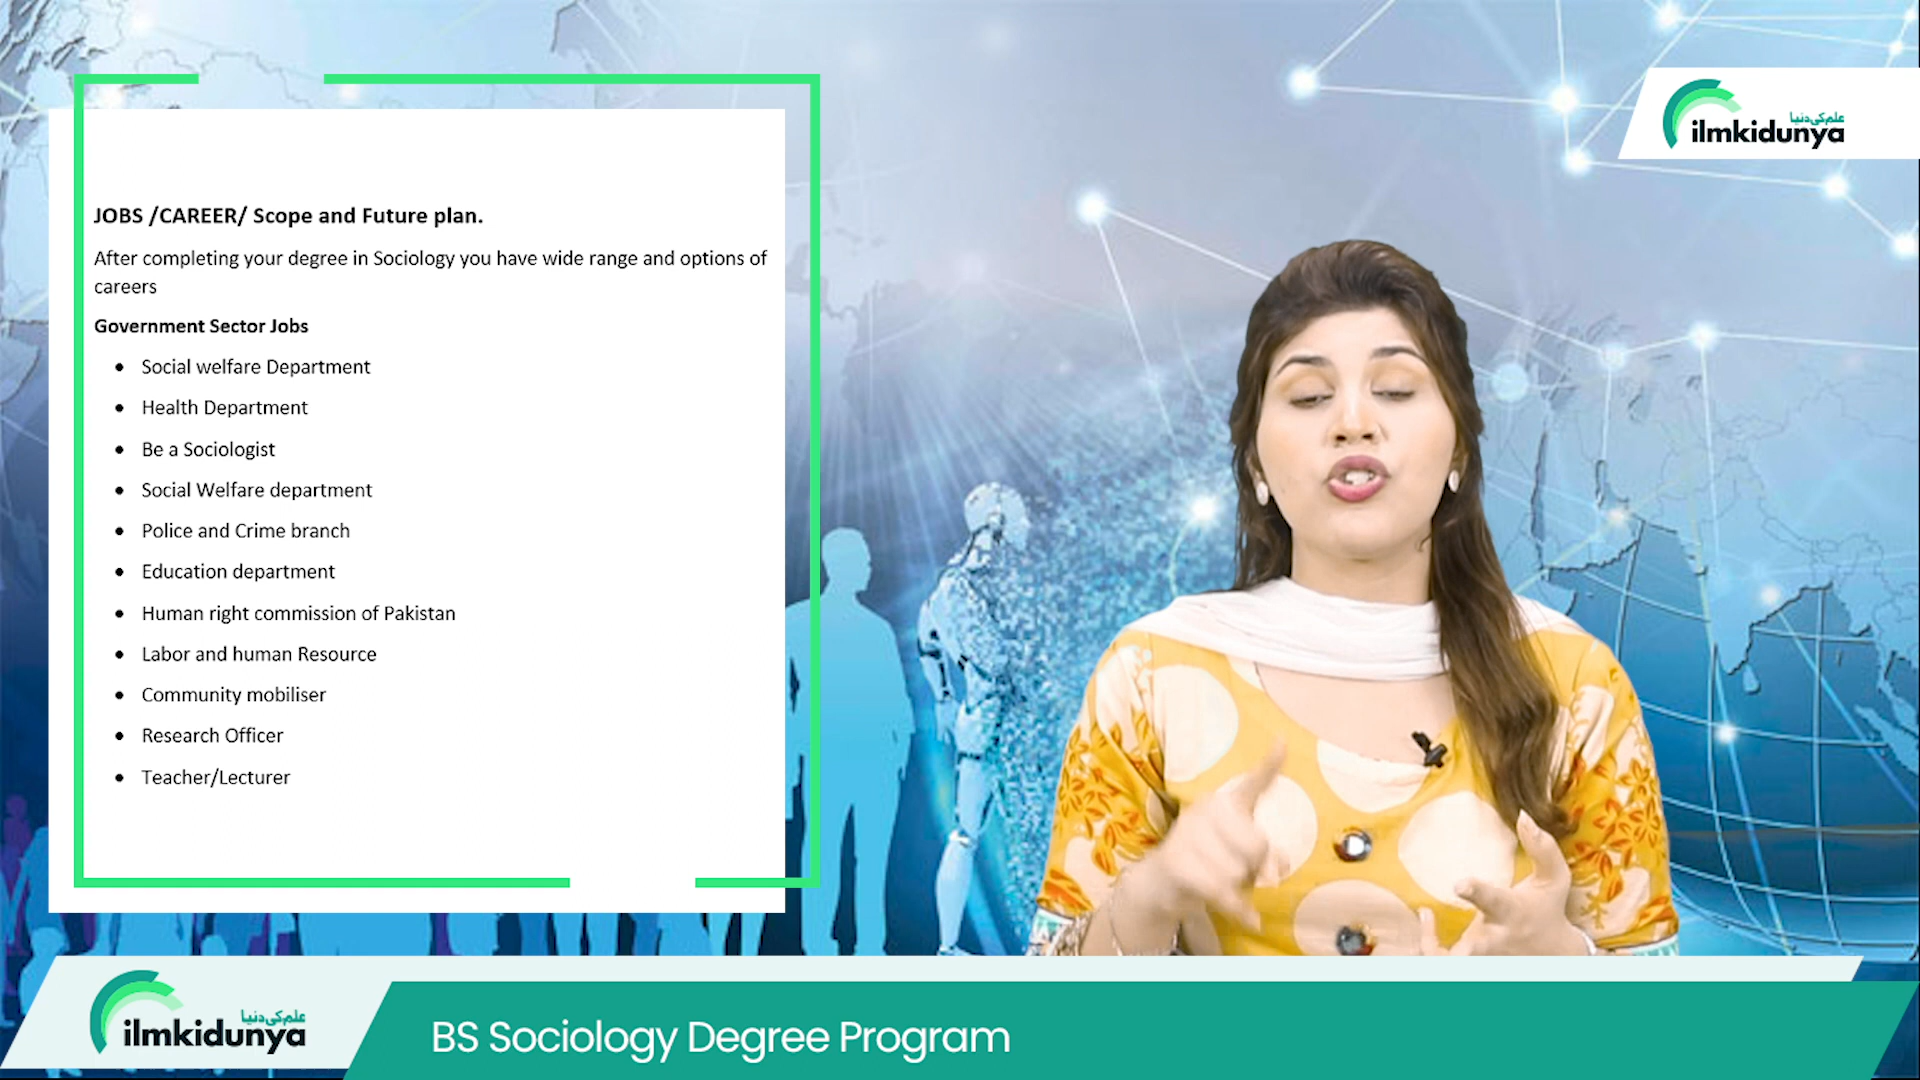 JOBS /CAREER/ Scope and Future plan.
After completing your degree in Sociology you have wide range and options of
careers
Government Sector Jobs
• Social welfare Department
• Health Department
• Be a Sociologist
• Social Welfare department
• Police and Crime branch
• Education department
• Human right commission of Pakistan
• Labor and human Resource
• Community mobiliser
• Research Officer
• Teacher/Lecturer
علم کی دنیا
ilmkidunya
علم کی دنیا
ilmkidunya
BS Sociology Degree Program